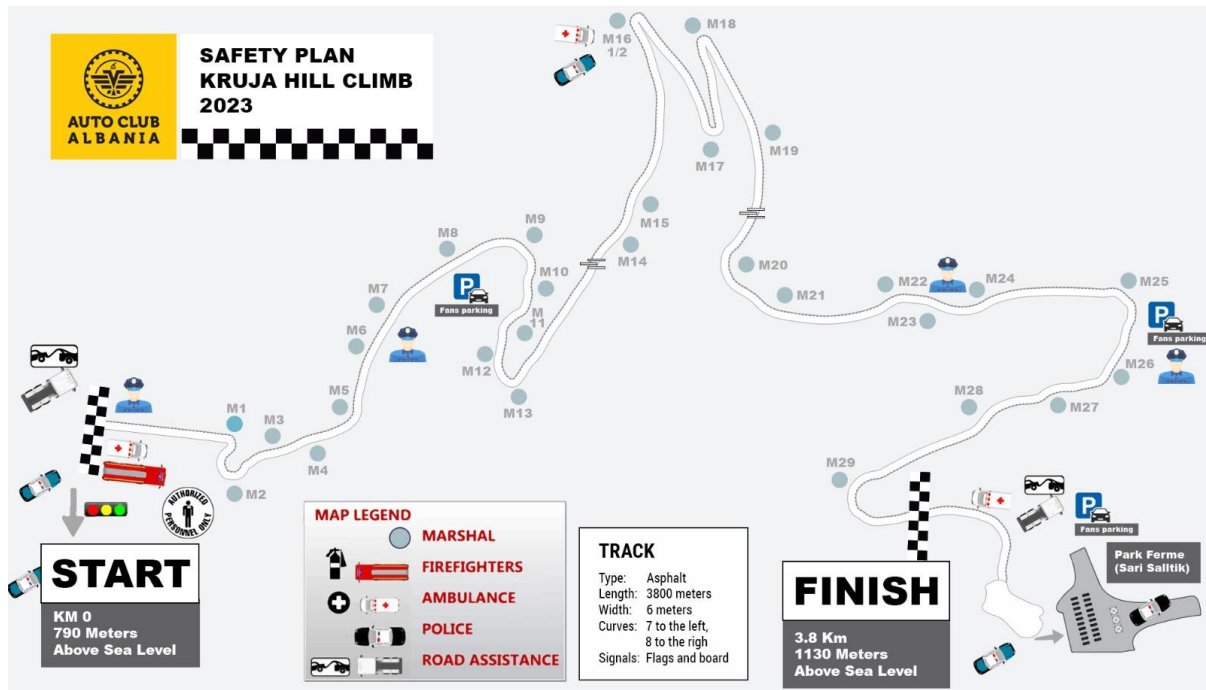 AUTO CLUB
ALBANIA
SAFETY PLAN
KRUJA HILL CLIMB
2023
M16
1/2
M18
M17
M19
M15
M14
M9
M8
M10
M7
P
Fans parking
M
11
M6
M12
M13
M5
M1
M3
M4
M2
M20
M21
M22
M24
M23
M25
P
Fans parking
M26
M28
M27
M29
AUTHORIZED
PERSONNEL ONLY
START
KM 0
790 Meters
Above Sea Level
MAP LEGEND
MARSHAL
FIREFIGHTERS
AMBULANCE
POLICE
ROAD ASSISTANCE
TRACK
Type: Asphalt
Length: 3800 meters
Width: 6 meters
Curves: 7 to the left,
8 to the righ
Signals: Flags and board
FINISH
3.8 Km
1130 Meters
Above Sea Level
P
Fans parking
Park Ferme
(Sari Salltik)